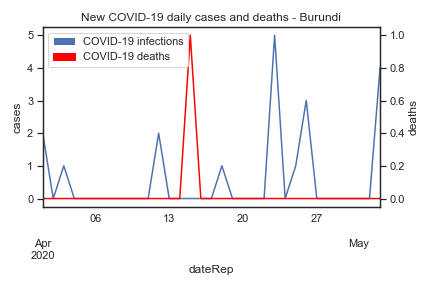 New COVID-19 daily cases and deaths - Burundi
COVID-19 infections
COVID-19 deaths
5
4
3
2
1
0
cases
1.0
0.8
0.6
0.4
0.2
0.0
deaths
06 13 20 27
Apr May
2020
dateRep